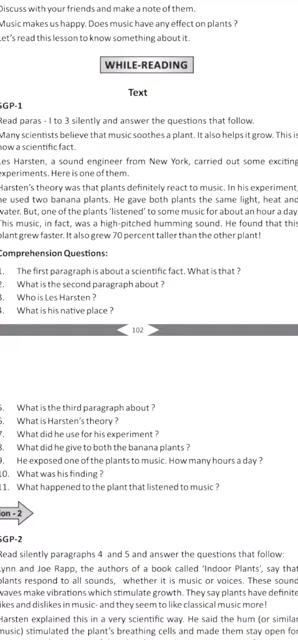 Discuss with your friends and make a note of them.
Music makes us happy. Does music have any effect on plants ?
Let's read this lesson to know something about it.
WHILE-READING
Text
SGP-1
Read paras - I to 3 silently and answer the questions that follow.
Many scientists believe that music soothes a plant. It also helps it grow. This is
now a scientific fact.
Les Harsten, a sound engineer from New York, carried out some exciting
experiments. Here is one of them.
Harsten's theory was that plants definitely react to music. In his experiment,
he used two banana plants. He gave both plants the same light, heat and
water. But, one of the plants 'listened' to some music for about an hour a day.
This music, in fact, was a high-pitched humming sound. He found that this
plant grew faster. It also grew 70 percent taller than the other plant!
Comprehension Questions:
1. The first paragraph is about a scientific fact. What is that ?
2. What is the second paragraph about ?
3. Who is Les Harsten ?
4. What is his native place ?
102
5. What is the third paragraph about ?
6. What is Harsten's theory ?
7. What did he use for his experiment ?
8. What did he give to both the banana plants ?
9. He exposed one of the plants to music. How many hours a day ?
10. What was his finding ?
11. What happened to the plant that listened to music ?
ion - 2
SGP-2
Read silently paragraphs 4 and 5 and answer the questions that follow:
Lynn and Joe Rapp, the authors of a book called 'Indoor Plants', say that
plants respond to all sounds, whether it is music or voices. These sound
waves make vibrations which stimulate growth. They say plants have definite
likes and dislikes in music- and they seem to like classical music more!
Harsten explained this in a very scientific way. He said the hum (or similar
music) stimulated the plant's breathing cells and made them stay open for